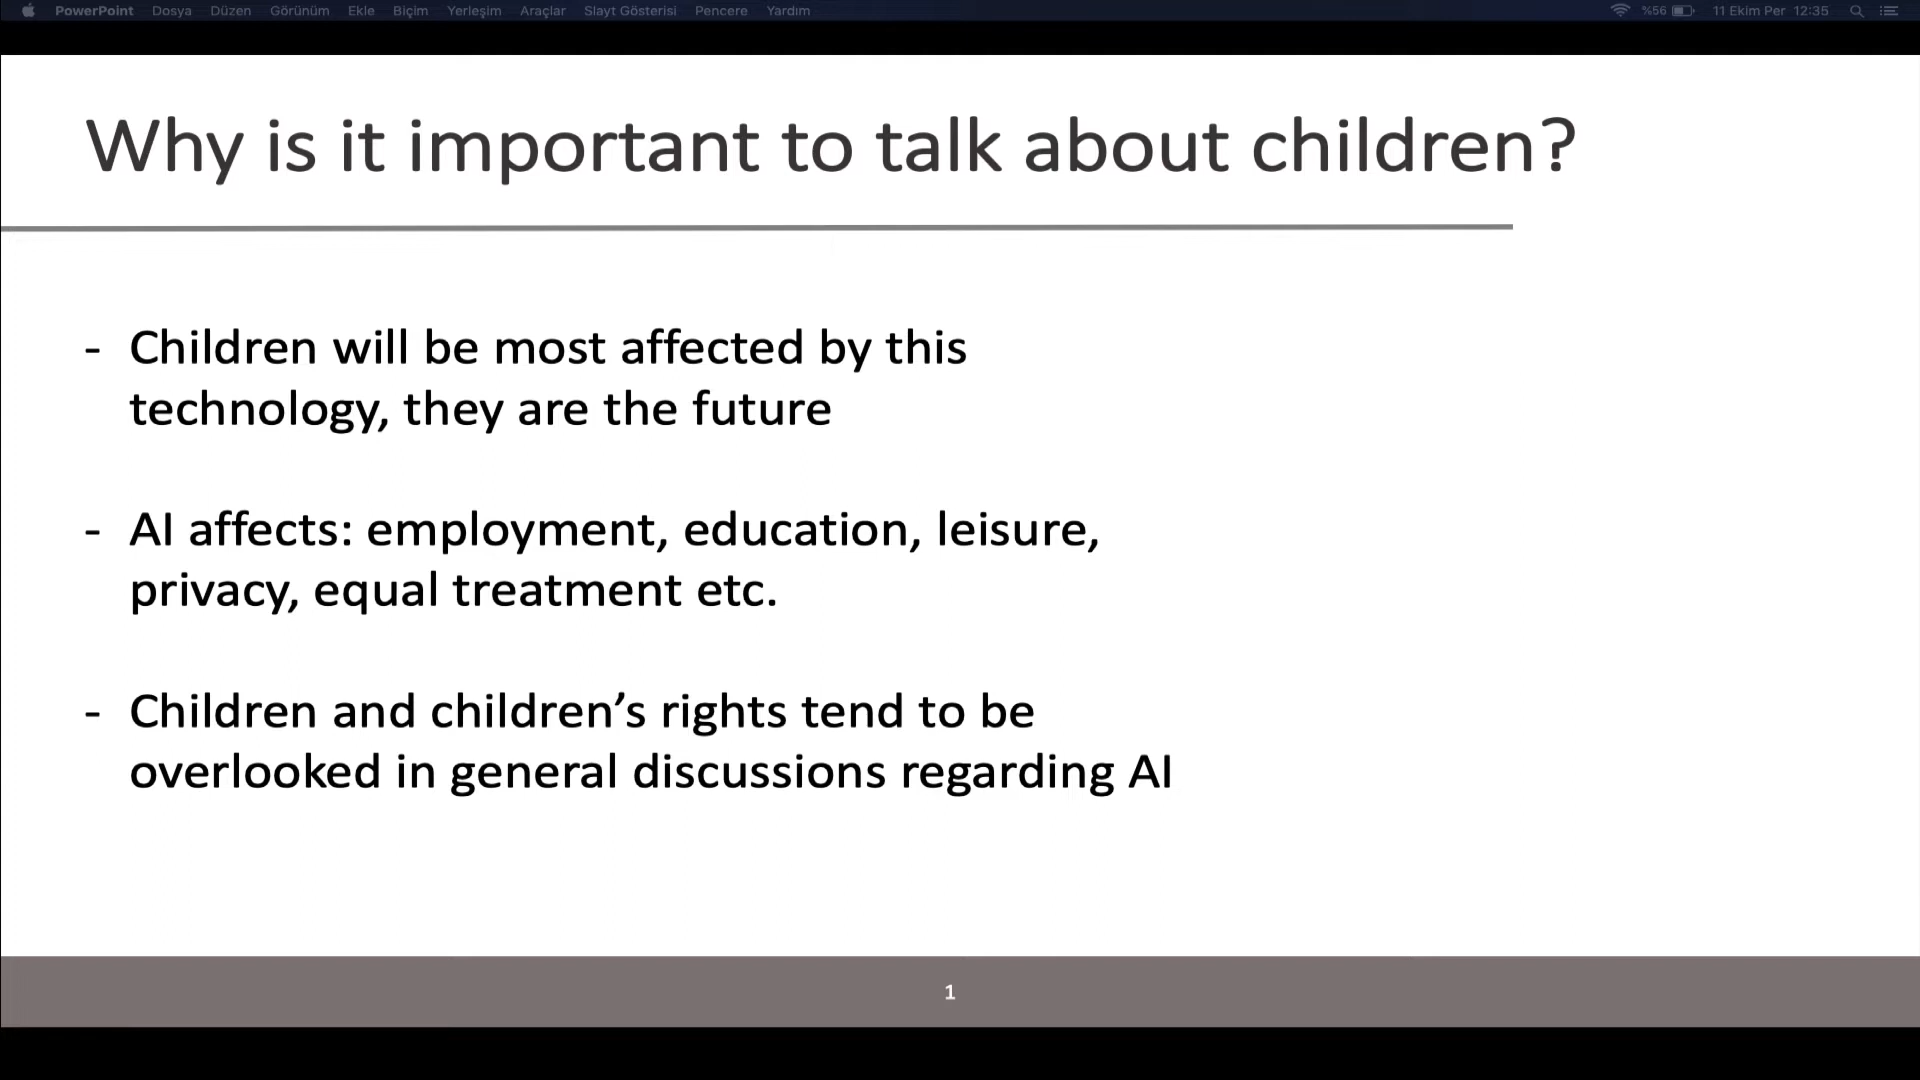 PowerPoint Dosya Düzen Görünüm Ekle Biçim Yerleşim Araçlar Slayt Gösterisi Pencere Yardım %56 11 Ekim Per 12:35
Why is it important to talk about children?
- Children will be most affected by this
technology, they are the future
- AI affects: employment, education, leisure,
privacy, equal treatment etc.
- Children and children’s rights tend to be
overlooked in general discussions regarding AI
1